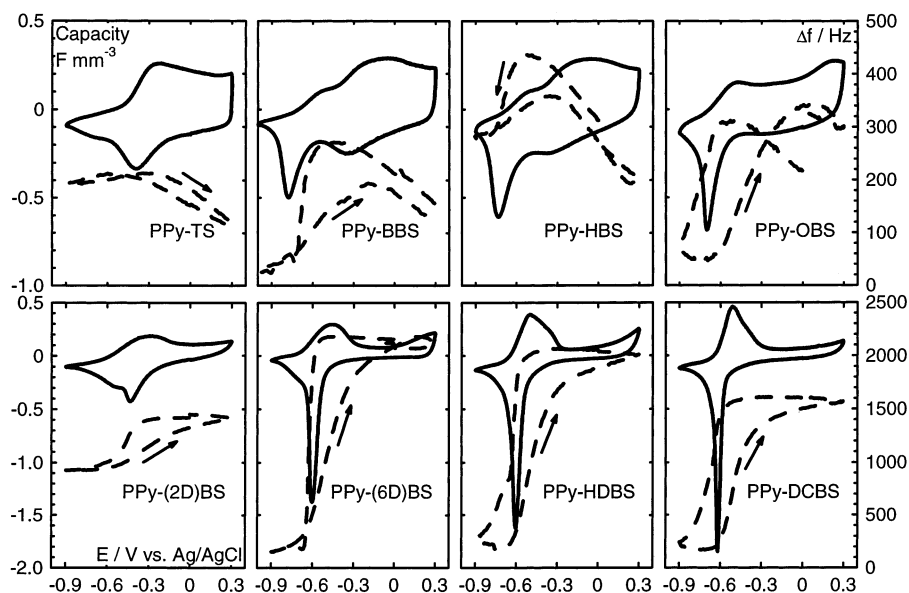 0.5
0
-0.5
-1.0
Capacity
F mm-3
PPy-TS
PPy-BBS
PPy-HBS
Δf / Hz
PPy-OBS
500
400
300
200
100
0
0.5
0
-0.5
-1.0
-1.5
-2.0
PPy-(2D)BS
E / V vs. Ag/AgCl
PPy-(6D)BS
PPy-HDBS
PPy-DCBS
2500
2000
1500
1000
500
0
-0.9 -0.6 -0.3 0 0.3 -0.9 -0.6 -0.3 0 0.3 -0.9 -0.6 -0.3 0 0.3 -0.9 -0.6 -0.3 0 0.3